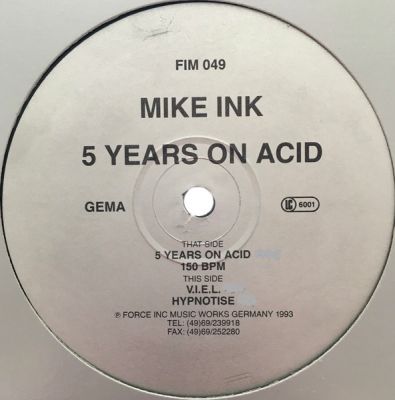 FIM 049
MIKE INK
5 YEARS ON ACID
GEMA
LC 6001
THAT SIDE
5 YEARS ON ACID
150 BPM
THIS SIDE
V.I.E.L.
HYPNOTISE
℗ FORCE INC MUSIC WORKS GERMANY 1993
TEL: (49)69/239918
FAX: (49)69/252280